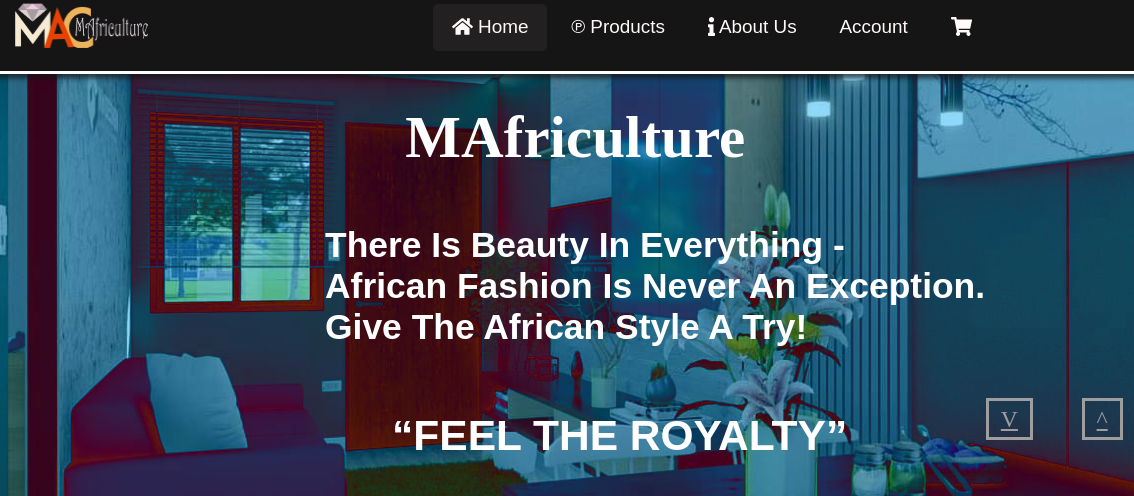 MAC MAfriculture
Home
℗ Products
About Us
Account
MAfriculture
There Is Beauty In Everything -
African Fashion Is Never An Exception.
Give The African Style A Try!
“FEEL THE ROYALTY”
V
^